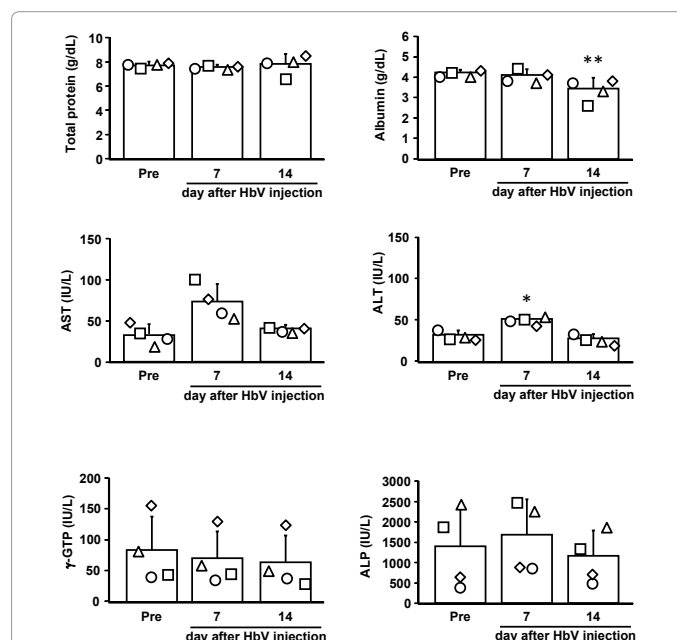 Total protein (g/dL)
10
8
6
4
2
0
Pre
7
14
day after HbV injection
Albumin (g/dL)
6
5
4
3
2
1
0
**
Pre
7
14
day after HbV injection
AST (IU/L)
150
100
50
0
Pre
7
14
day after HbV injection
ALT (IU/L)
150
100
50
0
*
Pre
7
14
day after HbV injection
γ-GTP (IU/L)
200
150
100
50
0
Pre
7
14
day after HbV injection
ALP (IU/L)
3000
2500
2000
1500
1000
500
0
Pre
7
14
day after HbV injection